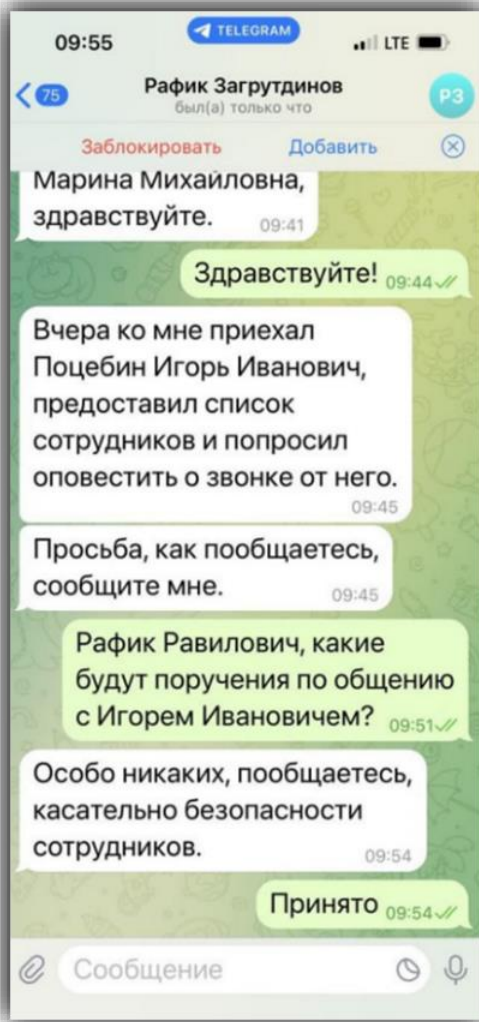 09:55
TELEGRAM
LTE
75
Рафик Загрутдинов
был(а) только что
РЗ
Заблокировать
Добавить
Марина Михайловна,
здравствуйте.
09:41
Здравствуйте!
09:44
Вчера ко мне приехал
Поцебин Игорь Иванович,
предоставил список
сотрудников и попросил
оповестить о звонке от него.
09:45
Просьба, как пообщаетесь,
сообщите мне.
09:45
Рафик Равилович, какие
будут поручения по общению
с Игорем Ивановичем?
09:51
Особо никаких, пообщаетесь,
касательно безопасности
сотрудников.
09:54
Принято
09:54
Сообщение